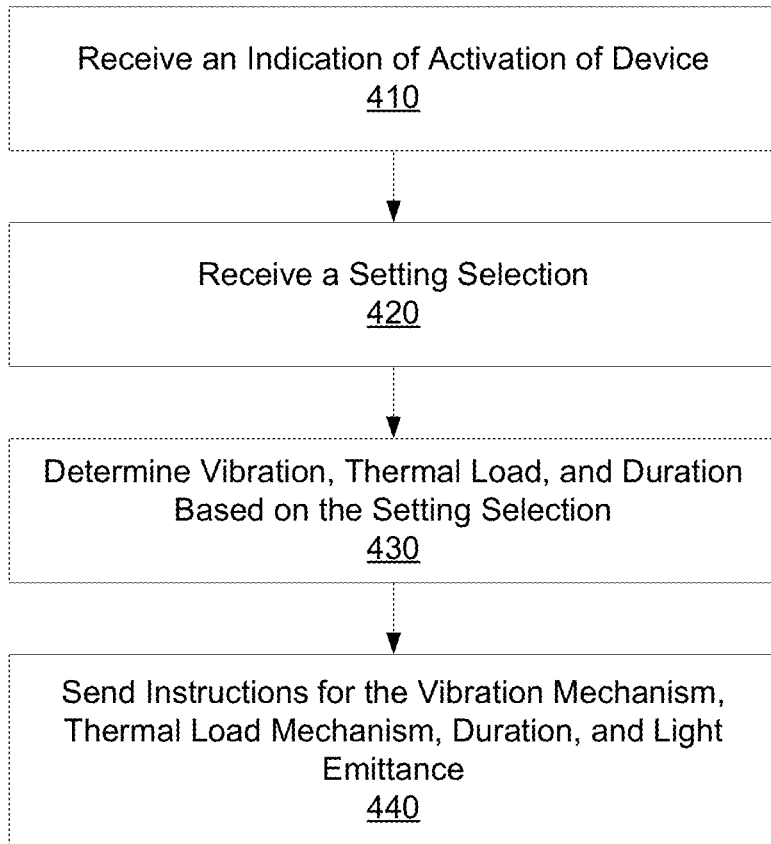 Receive an Indication of Activation of Device
410
Receive a Setting Selection
420
Determine Vibration, Thermal Load, and Duration
Based on the Setting Selection
430
Send Instructions for the Vibration Mechanism,
Thermal Load Mechanism, Duration, and Light
Emittance
440